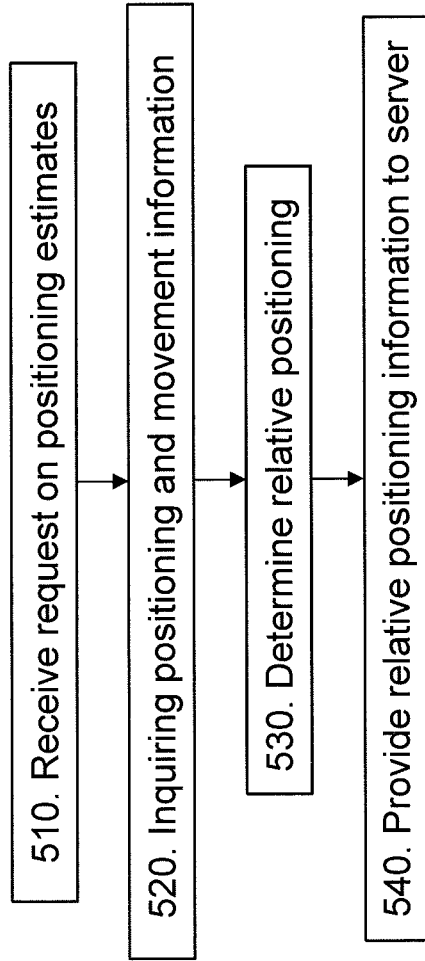 510. Receive request on positioning estimates
520. Inquiring positioning and movement information
530. Determine relative positioning
540. Provide relative positioning information to server